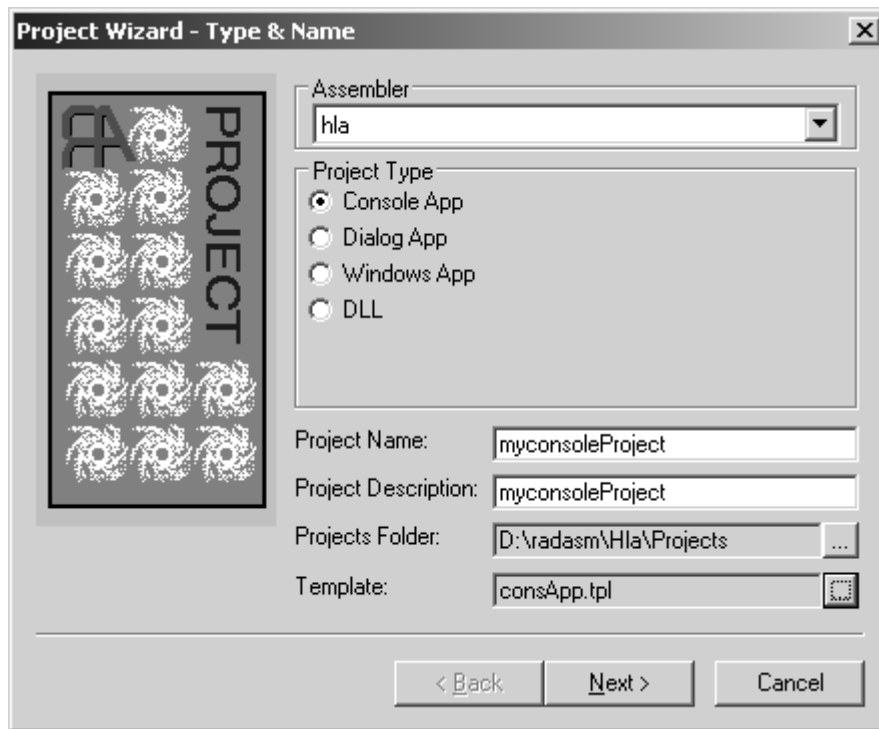 Project Wizard - Type & Name
RA
PROJECT
Assembler
hla
Project Type
Console App
Dialog App
Windows App
DLL
Project Name: myconsoleProject
Project Description: myconsoleProject
Projects Folder: D:\radasm\Hla\Projects ...
Template: consApp.tpl
< Back Next > Cancel